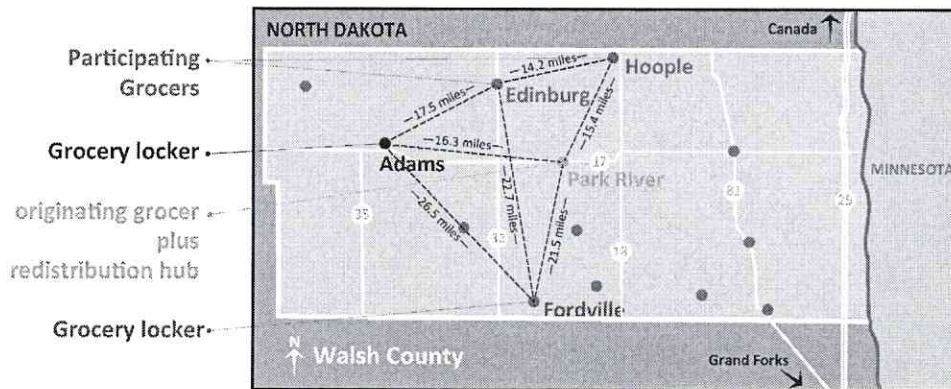 NORTH DAKOTA
Canada
Participating
Grocers
—14.2 miles—
Hoople
Edinburg
—17.5 miles—
—15.4 miles—
Grocery locker
—16.3 miles—
Adams
17
Park River
MINNESOTA
81
originating grocer
plus
redistribution hub
35
—26.5 miles—
32
—22.7 miles—
—21.5 miles—
18
29
Grocery locker
Fordville
N
Walsh County
Grand Forks